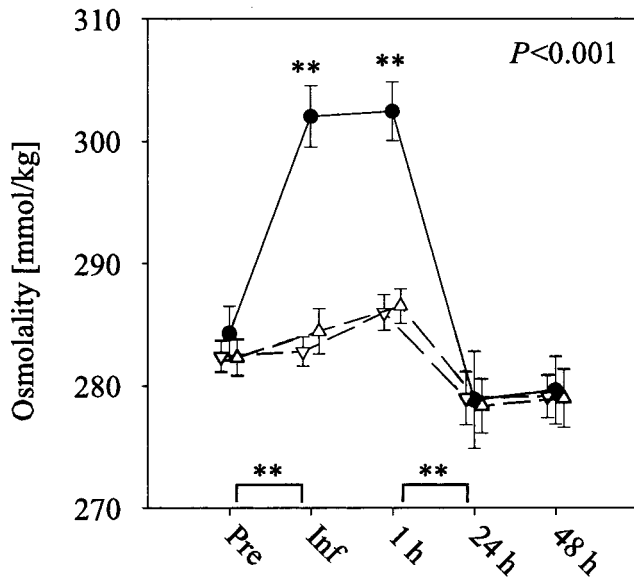 310
P<0.001
** **
300
290
280
** **
270
Osmolality [mmol/kg]
Pre Inf 1 h 24 h 48 h